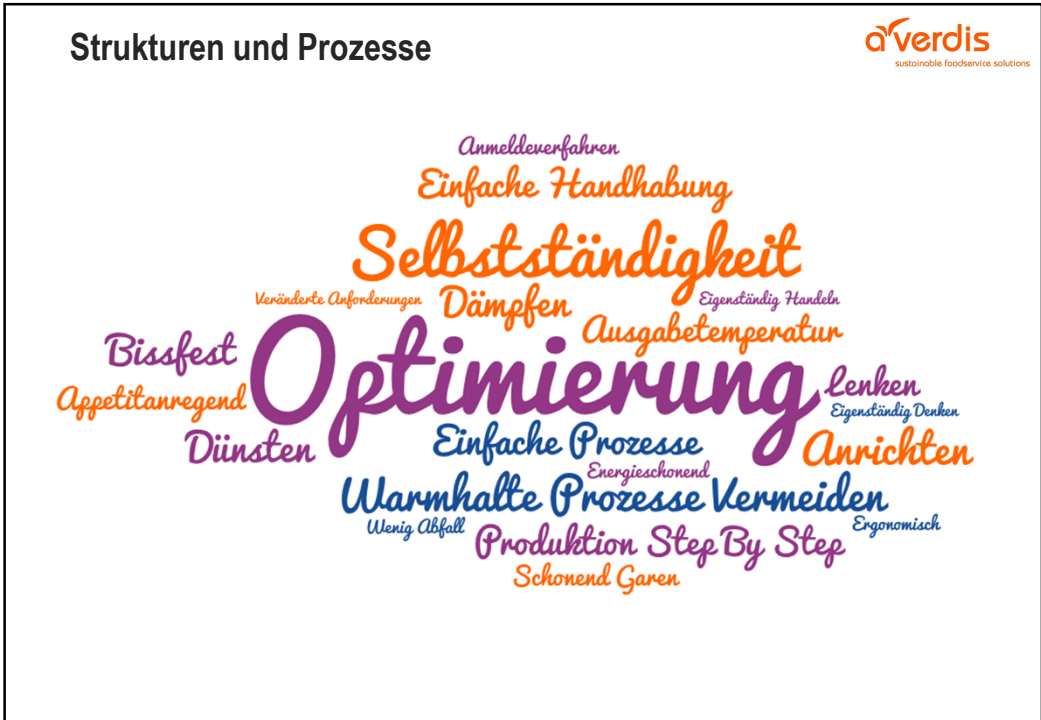 Strukturen und Prozesse
a'verdis
sustainable foodservice solutions
Anmeldeverfahren
Einfache Handhabung
Selbstständigkeit
Veränderte Anforderungen
Dämpfen
Eigenständig Handeln
Ausgabetemperatur
Bissfest
Optimierung
Lenken
Appetitanregend
Eigenständig Denken
Dünsten
Einfache Prozesse
Anrichten
Energieschonend
Warmhalte Prozesse Vermeiden
Wenig Abfall
Ergonomisch
Produktion Step By Step
Schonend Garen